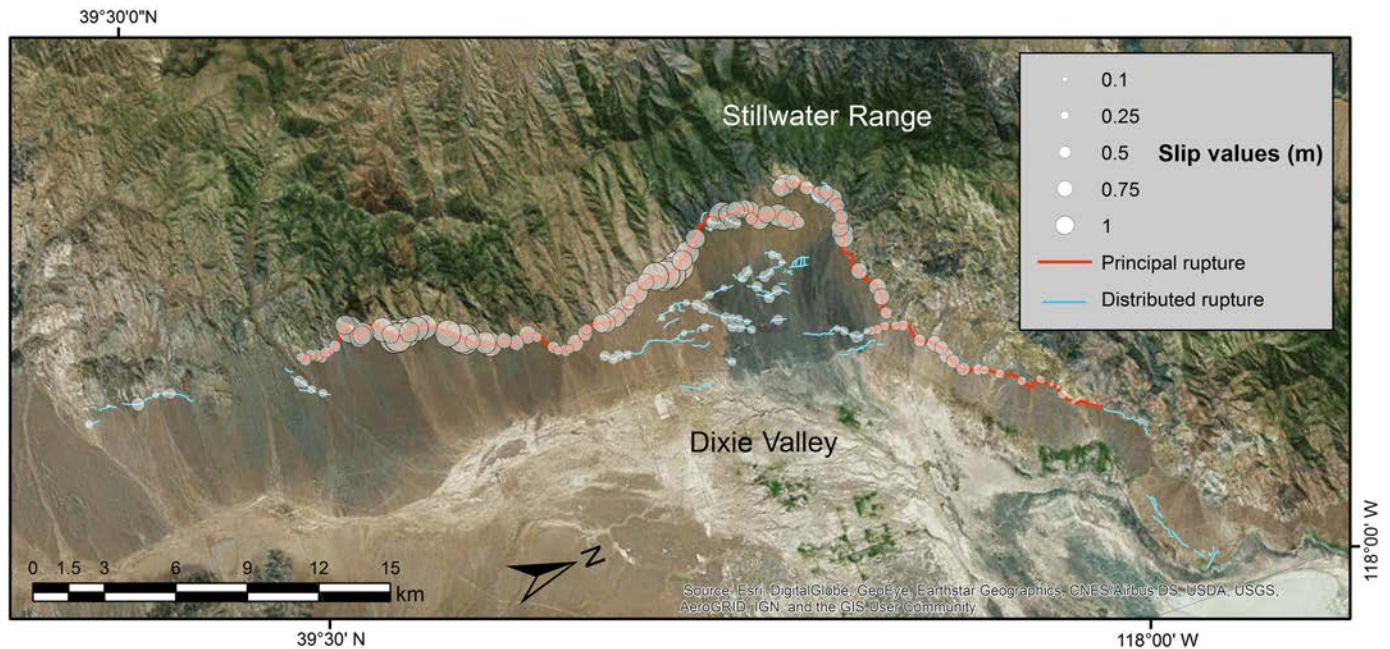 39°30'0"N
Stillwater Range
0.1
0.25
0.5
Slip values (m)
0.75
1
Principal rupture
Distributed rupture
Dixie Valley
0 1.5 3 6 9 12 15
km
N
118°00' W
Source, Esri, DigitalGlobe, GeoEye, Earthstar Geographics, CNES/Airbus DS, USDA, USGS,
AeroGRID, IGN, and the GIS User Community
39°30' N
118°00' W